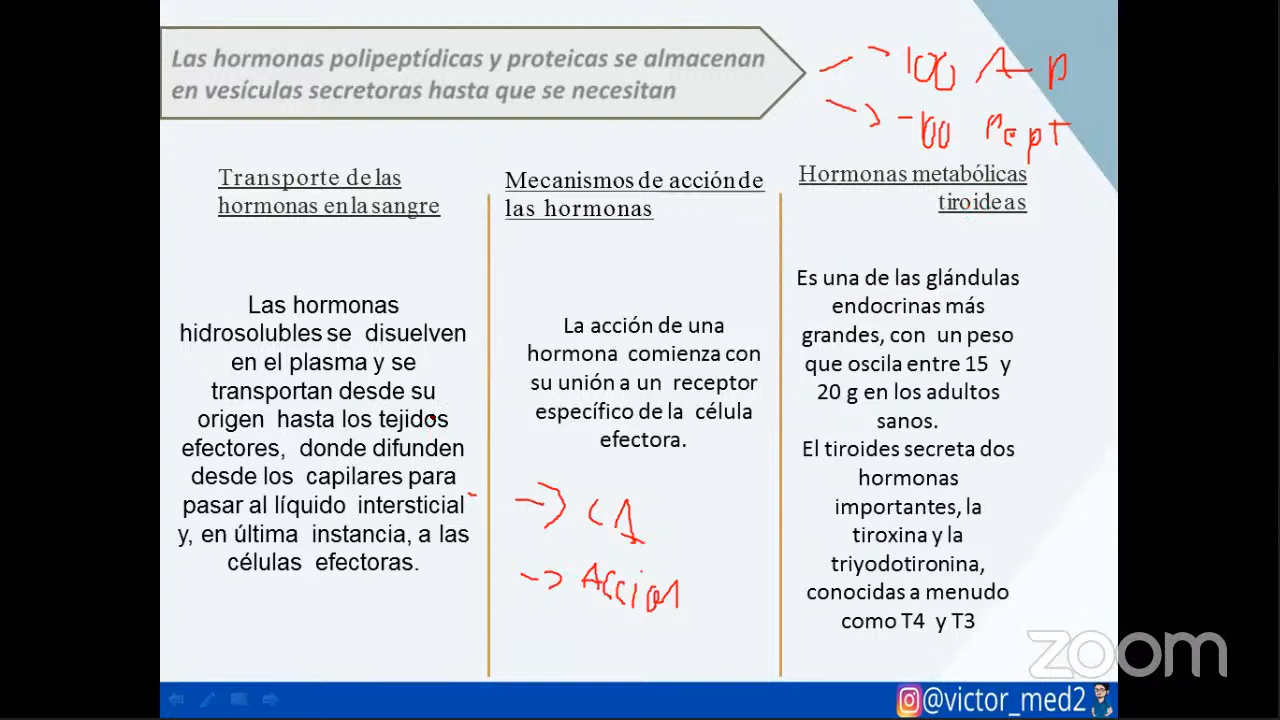 Las hormonas polipeptídicas y proteicas se almacenan
en vesículas secretoras hasta que se necesitan
100 A P
-100 Pept
Transporte de las
hormonas en la sangre
Las hormonas
hidrosolubles se disuelven
en el plasma y se
transportan desde su
origen hasta los tejidos
efectores, donde difunden
desde los capilares para
pasar al líquido intersticial
y, en última instancia, a las
células efectoras.
Mecanismos de acción de
las hormonas
La acción de una
hormona comienza con
su unión a un receptor
específico de la célula
efectora.
Accion
Hormonas metabólicas
tiroideas
Es una de las glándulas
endocrinas más
grandes, con un peso
que oscila entre 15 y
20 g en los adultos
sanos.
El tiroides secreta dos
hormonas
importantes, la
tiroxina y la
triyodotironina,
conocidas a menudo
como T4 y T3
zoom
@victor_med2